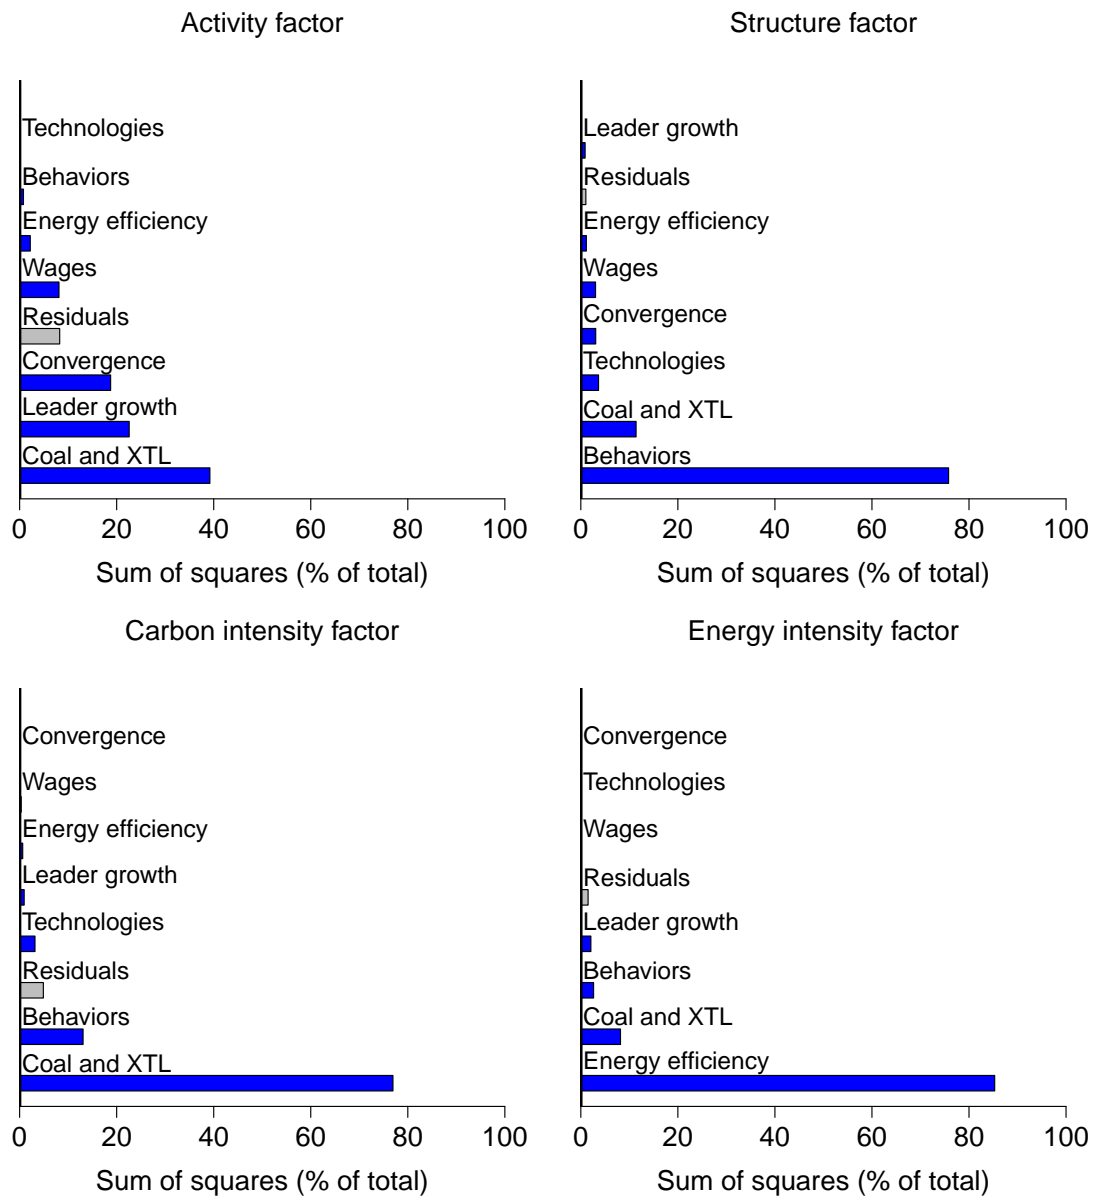 Activity factor
Technologies
Behaviors
Energy efficiency
Wages
Residuals
Convergence
Leader growth
Coal and XTL
0 20 40 60 80 100
Sum of squares (% of total)
Structure factor
Leader growth
Residuals
Energy efficiency
Wages
Convergence
Technologies
Coal and XTL
Behaviors
0 20 40 60 80 100
Sum of squares (% of total)
Carbon intensity factor
Convergence
Wages
Energy efficiency
Leader growth
Technologies
Residuals
Behaviors
Coal and XTL
0 20 40 60 80 100
Sum of squares (% of total)
Energy intensity factor
Convergence
Technologies
Wages
Residuals
Leader growth
Behaviors
Coal and XTL
Energy efficiency
0 20 40 60 80 100
Sum of squares (% of total)